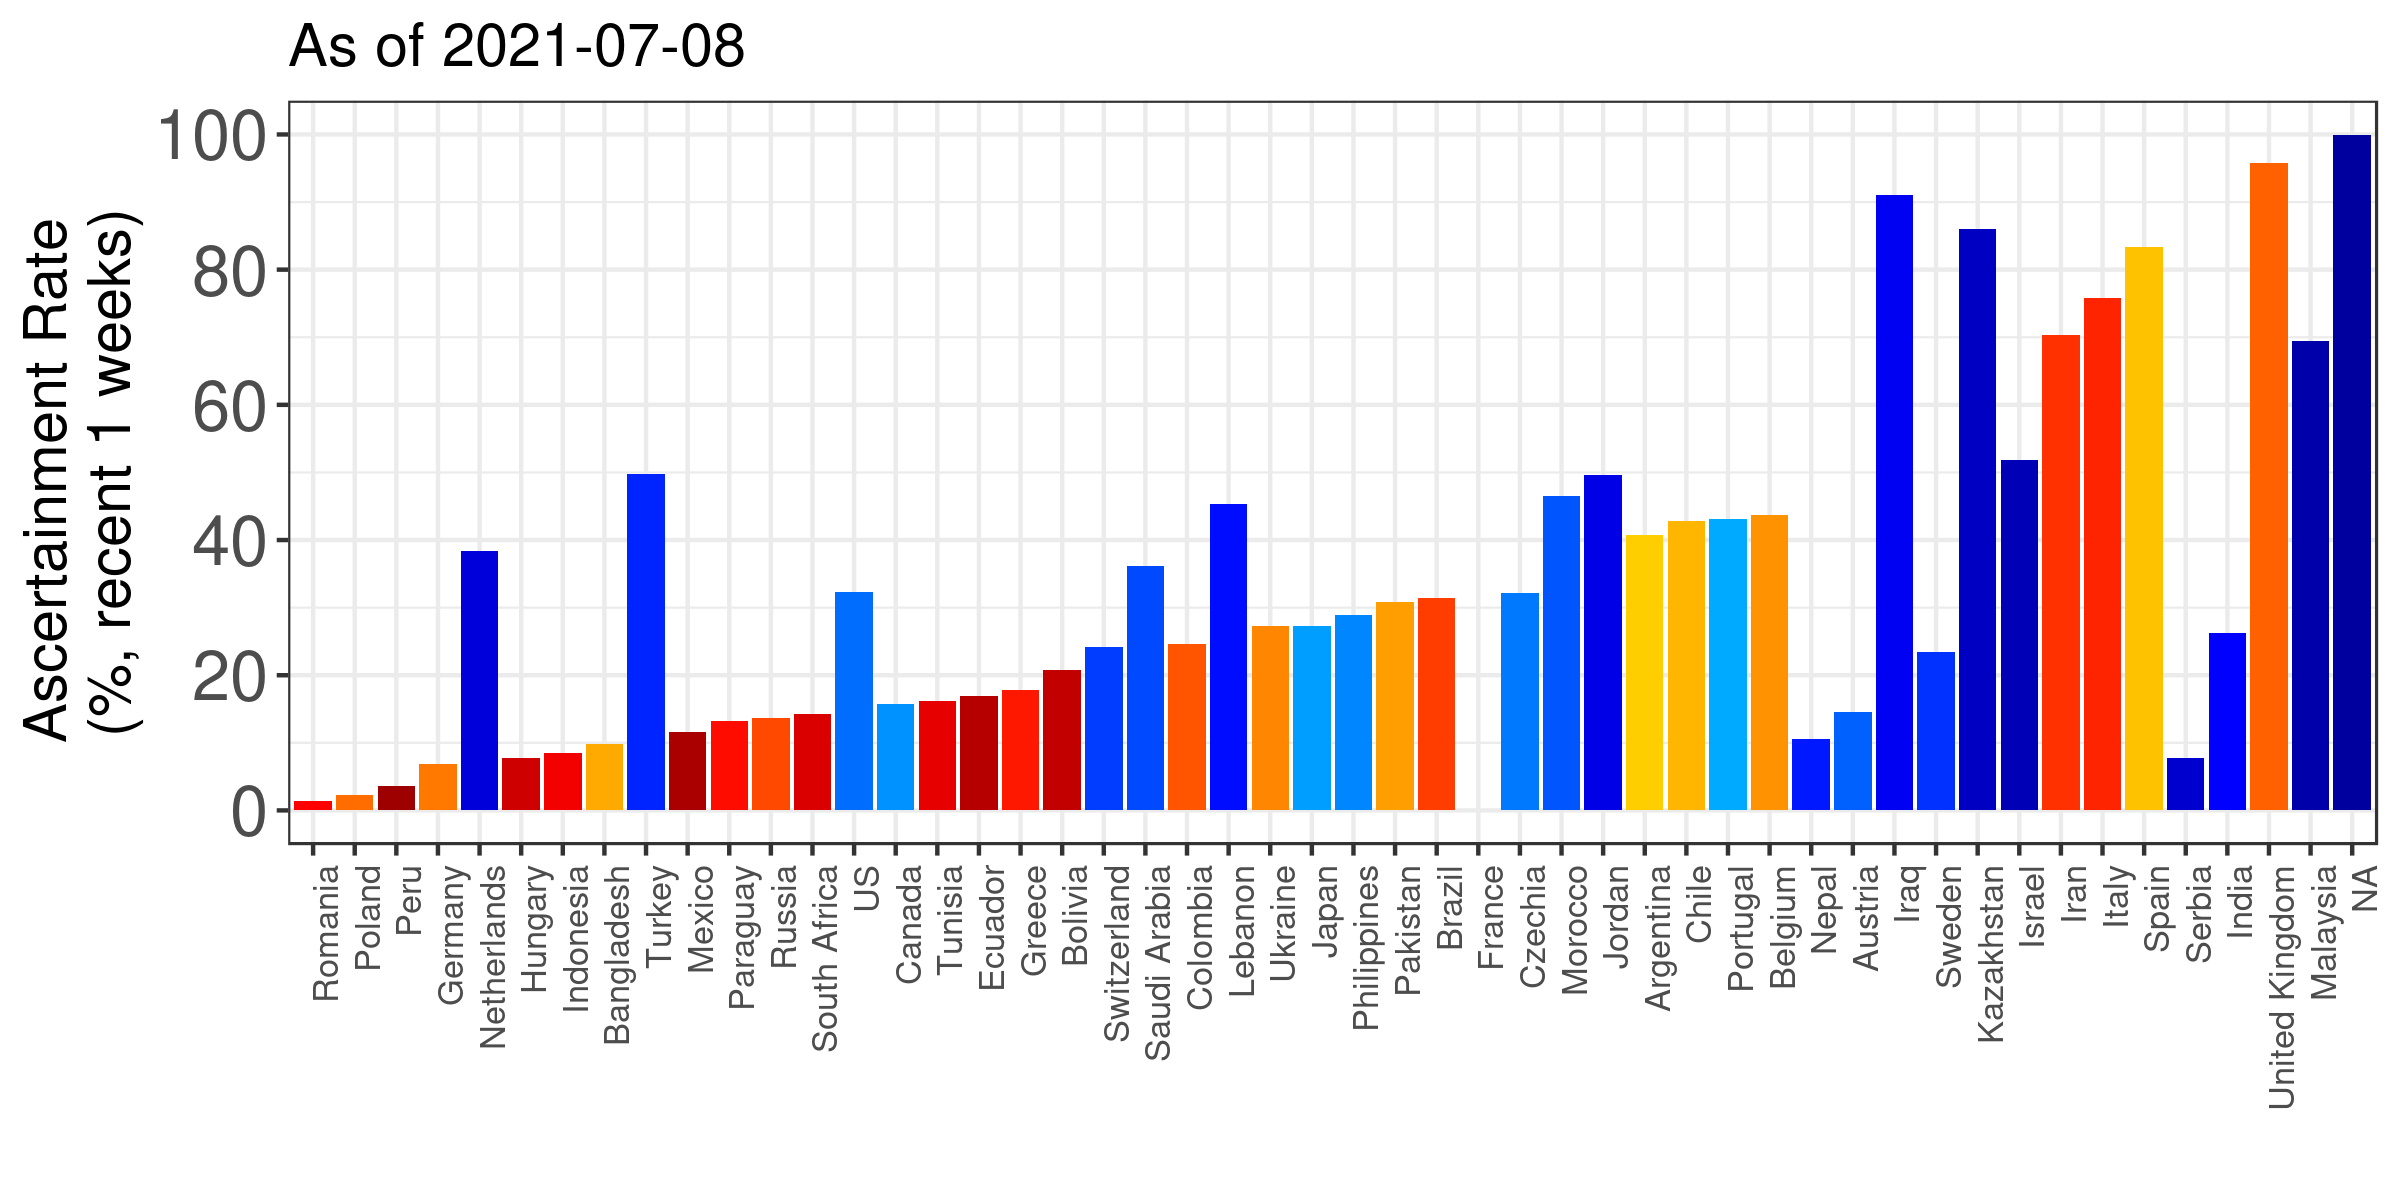 As of 2021-07-08
Ascertainment Rate
(%, recent 1 weeks)
100
80
60
40
20
0
Romania
Poland
Peru
Germany
Netherlands
Hungary
Indonesia
Bangladesh
Turkey
Mexico
Paraguay
Russia
South Africa
US
Canada
Tunisia
Ecuador
Greece
Bolivia
Switzerland
Saudi Arabia
Colombia
Lebanon
Ukraine
Japan
Philippines
Pakistan
Brazil
France
Czechia
Morocco
Jordan
Argentina
Chile
Portugal
Belgium
Nepal
Austria
Iraq
Sweden
Kazakhstan
Israel
Iran
Italy
Spain
Serbia
India
United Kingdom
Malaysia
NA